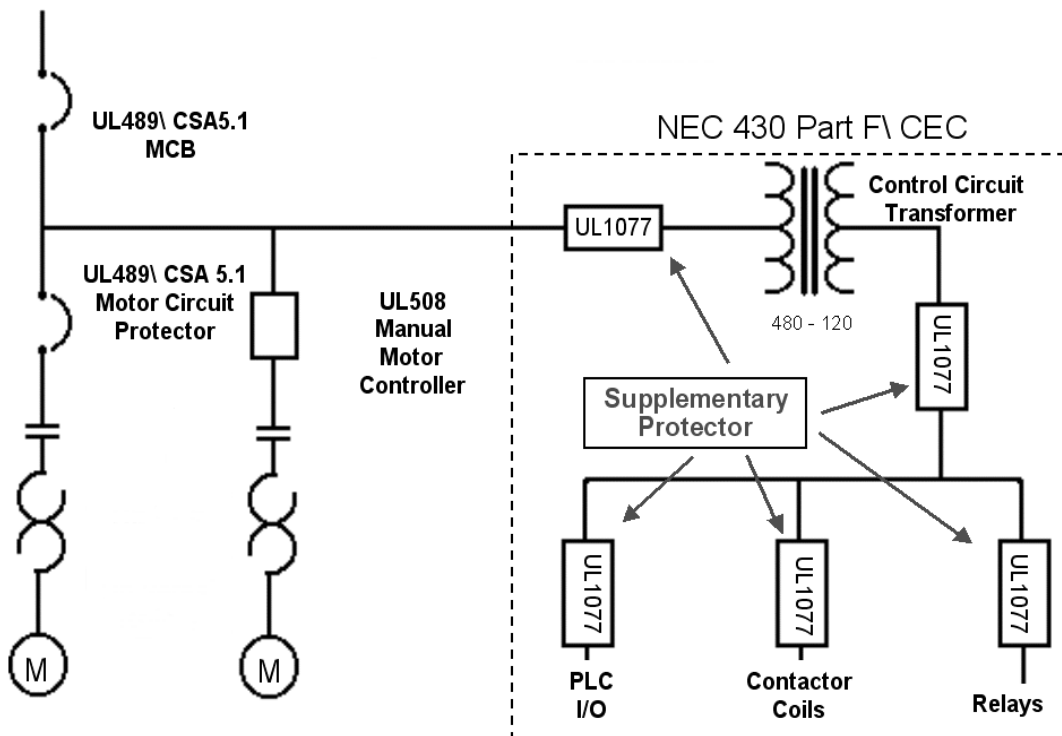 UL489\ CSA5.1
MCB
NEC 430 Part F\ CEC
Control Circuit
Transformer
UL1077
UL489\ CSA 5.1
Motor Circuit
Protector
UL508
Manual
Motor
Controller
480 - 120
UL1077
Supplementary
Protector
UL1077
UL1077
UL1077
M
M
PLC
I/O
Contactor
Coils
Relays